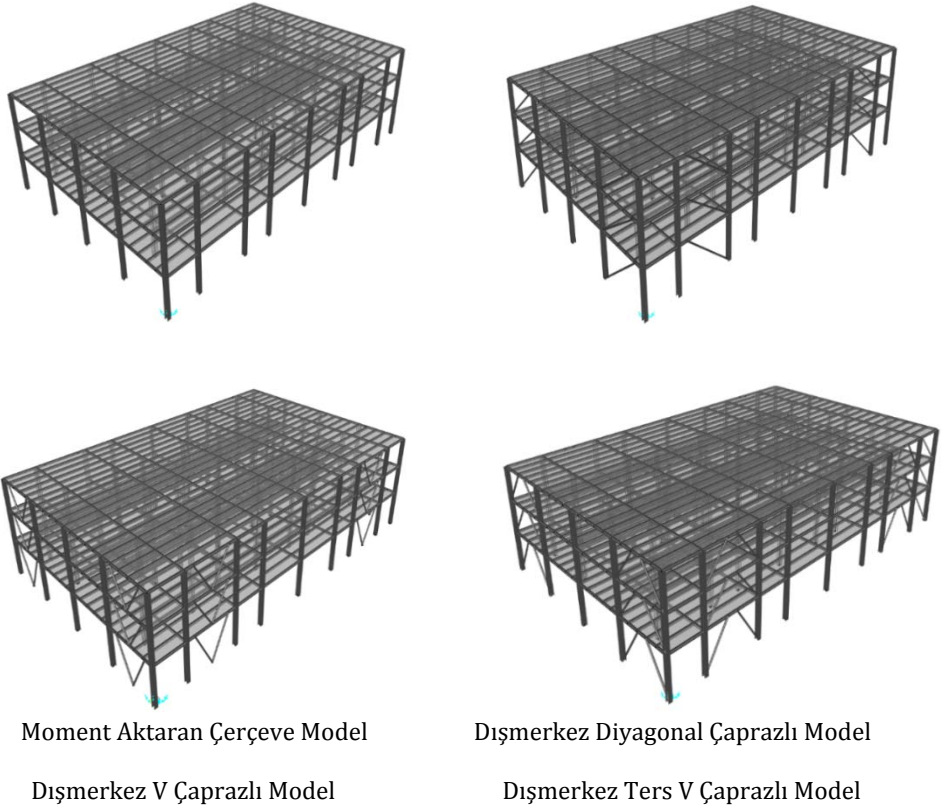 Moment Aktaran Çerçeve Model
Dışmerkez Diyagonal Çaprazlı Model
Dışmerkez V Çaprazlı Model
Dışmerkez Ters V Çaprazlı Model